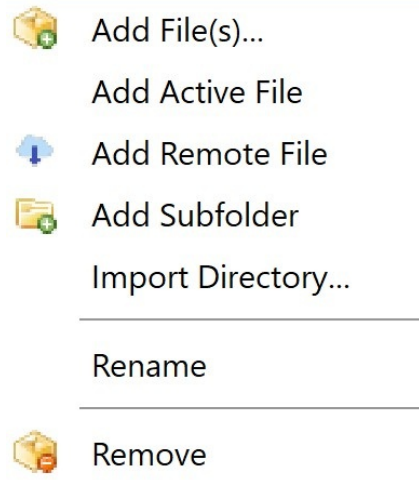 Add File(s)...
Add Active File
Add Remote File
Add Subfolder
Import Directory...
Rename
Remove